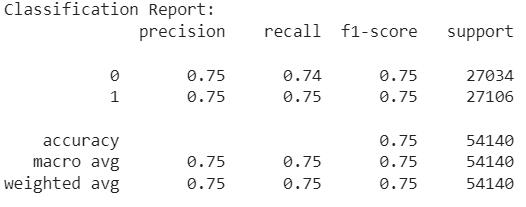 Classification Report:
precision recall f1-score support
0 0.75 0.74 0.75 27034
1 0.75 0.75 0.75 27106
accuracy 0.75 54140
macro avg 0.75 0.75 0.75 54140
weighted avg 0.75 0.75 0.75 54140